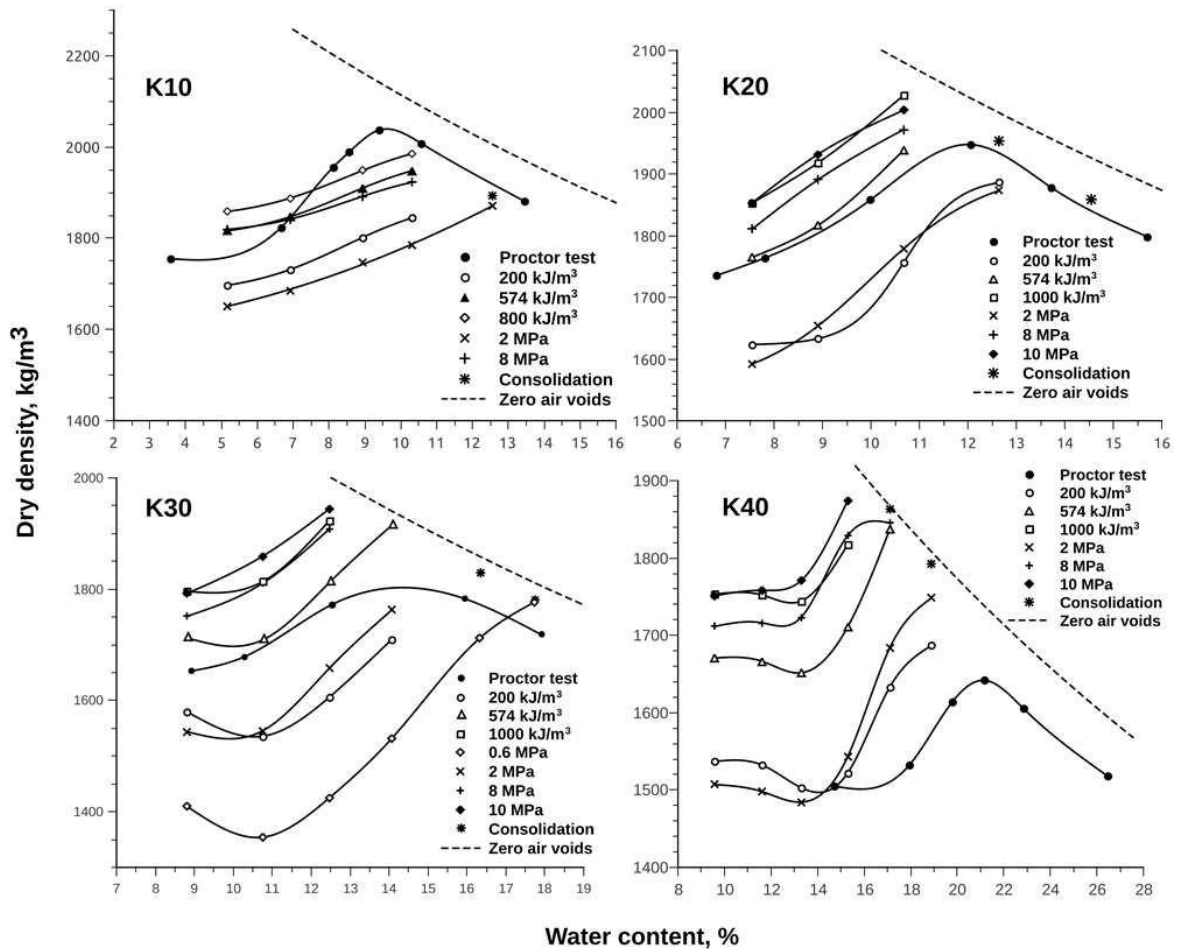 Dry density, kg/m3
K10
2200
2100
2000
1900
1800
1700
1600
1500
1400
2 3 4 5 6 7 8 9 10 11 12 13 14 15 16
Proctor test
200 kJ/m³
574 kJ/m³
800 kJ/m³
2 MPa
8 MPa
Consolidation
Zero air voids
K20
2100
2000
1900
1800
1700
1600
1500
6 7 8 9 10 11 12 13 14 15 16
Proctor test
200 kJ/m³
574 kJ/m³
1000 kJ/m³
2 MPa
8 MPa
10 MPa
Consolidation
Zero air voids
K30
2000
1800
1600
1400
7 8 9 10 11 12 13 14 15 16 17 18 19
Proctor test
200 kJ/m³
574 kJ/m³
1000 kJ/m³
0.6 MPa
2 MPa
8 MPa
10 MPa
Consolidation
Zero air voids
K40
1900
1800
1700
1600
1500
1400
8 10 12 14 16 18 20 22 24 26 28
Proctor test
200 kJ/m³
574 kJ/m³
1000 kJ/m³
2 MPa
8 MPa
10 MPa
Consolidation
Zero air voids
Water content, %